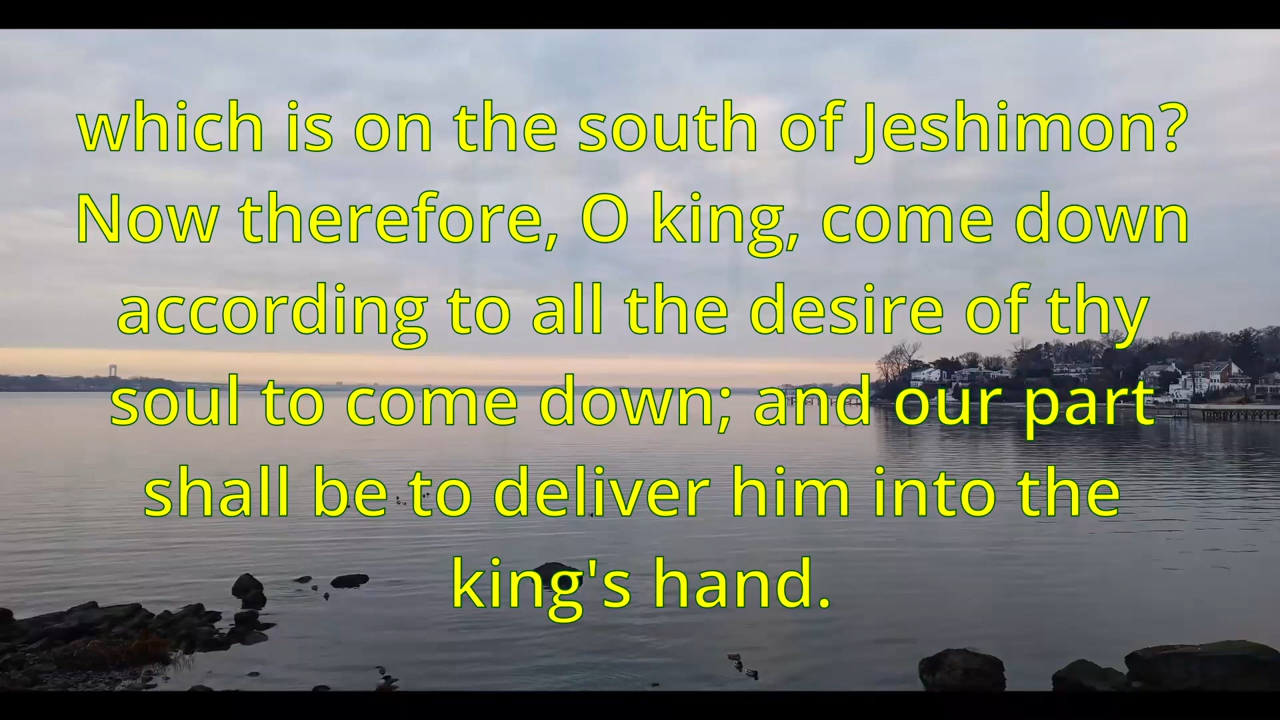 which is on the south of Jeshimon?
Now therefore, O king, come down
according to all the desire of thy
soul to come down; and our part
shall be to deliver him into the
king's hand.